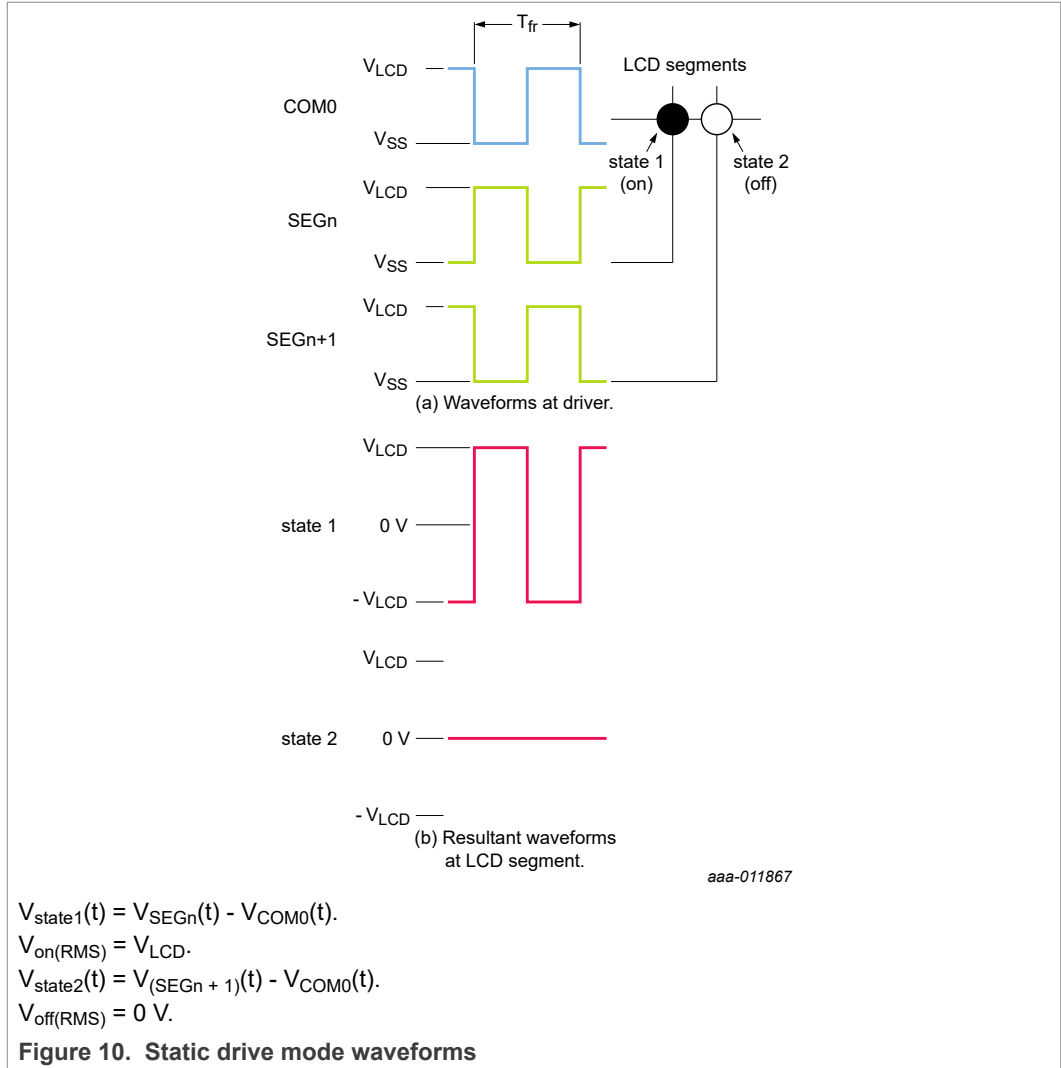 T_fr
V_LCD
COM0
V_SS
LCD segments
state 1
(on)
state 2
(off)
V_LCD
SEGn
V_SS
V_LCD
SEGn+1
V_SS
(a) Waveforms at driver.
V_LCD
state 1
0 V
- V_LCD
V_LCD
state 2
0 V
- V_LCD
(b) Resultant waveforms
at LCD segment.
aaa-011867
V_state1(t) = V_SEGn(t) - V_COM0(t).
V_on(RMS) = V_LCD.
V_state2(t) = V_(SEGn + 1)(t) - V_COM0(t).
V_off(RMS) = 0 V.
Figure 10. Static drive mode waveforms